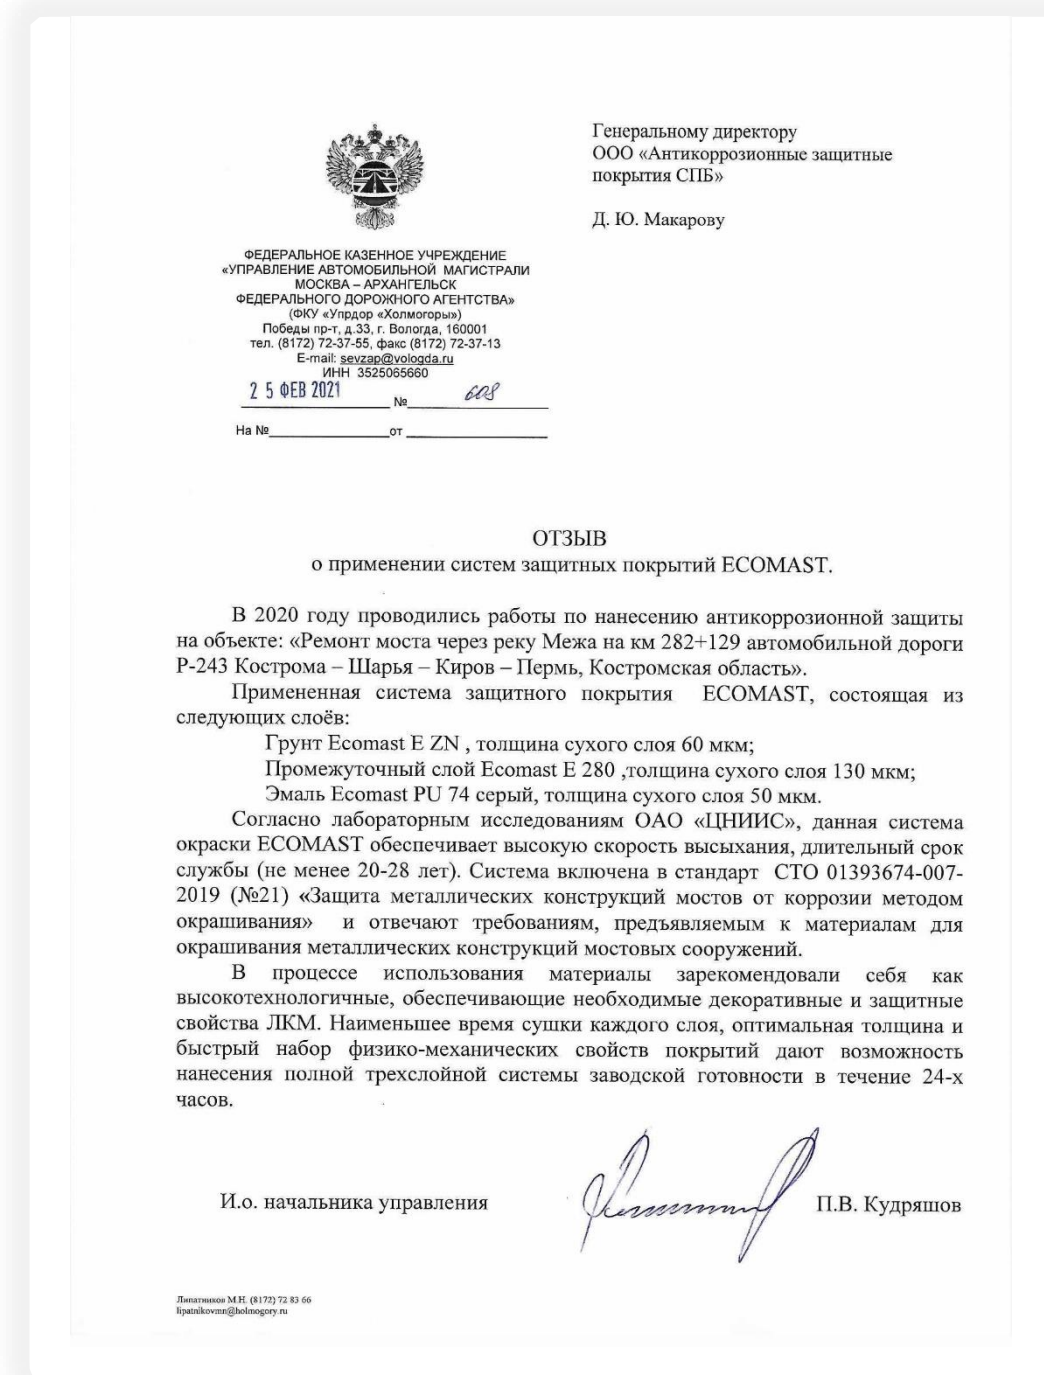 Генеральному директору
ООО «Антикоррозионные защитные
покрытия СПБ»
Д. Ю. Макарову
ФЕДЕРАЛЬНОЕ КАЗЕННОЕ УЧРЕЖДЕНИЕ
«УПРАВЛЕНИЕ АВТОМОБИЛЬНОЙ МАГИСТРАЛИ
МОСКВА – АРХАНГЕЛЬСК
ФЕДЕРАЛЬНОГО ДОРОЖНОГО АГЕНТСТВА»
(ФКУ «Упрдор «Холмогоры»)
Победы пр-т, д.33, г. Вологда, 160001
тел. (8172) 72-37-55, факс (8172) 72-37-13
E-mail: sevzap@vologda.ru
ИНН 3525065660
2 5 ФЕВ 2021 № 608
На №____________от ____________
ОТЗЫВ
о применении систем защитных покрытий ECOMAST.
В 2020 году проводились работы по нанесению антикоррозионной защиты
на объекте: «Ремонт моста через реку Межа на км 282+129 автомобильной дороги
Р-243 Кострома – Шарья – Киров – Пермь, Костромская область».
Примененная система защитного покрытия ECOMAST, состоящая из
следующих слоёв:
Грунт Ecomast E ZN , толщина сухого слоя 60 мкм;
Промежуточный слой Ecomast E 280 ,толщина сухого слоя 130 мкм;
Эмаль Ecomast PU 74 серый, толщина сухого слоя 50 мкм.
Согласно лабораторным исследованиям ОАО «ЦНИИС», данная система
окраски ECOMAST обеспечивает высокую скорость высыхания, длительный срок
службы (не менее 20-28 лет). Система включена в стандарт СТО 01393674-007-
2019 (№21) «Защита металлических конструкций мостов от коррозии методом
окрашивания» и отвечают требованиям, предъявляемым к материалам для
окрашивания металлических конструкций мостовых сооружений.
В процессе использования материалы зарекомендовали себя как
высокотехнологичные, обеспечивающие необходимые декоративные и защитные
свойства ЛКМ. Наименьшее время сушки каждого слоя, оптимальная толщина и
быстрый набор физико-механических свойств покрытий дают возможность
нанесения полной трехслойной системы заводской готовности в течение 24-х
часов.
И.о. начальника управления П.В. Кудряшов
Липатников М.Н. (8172) 72 83 66
lipatnikovmn@holmogory.ru